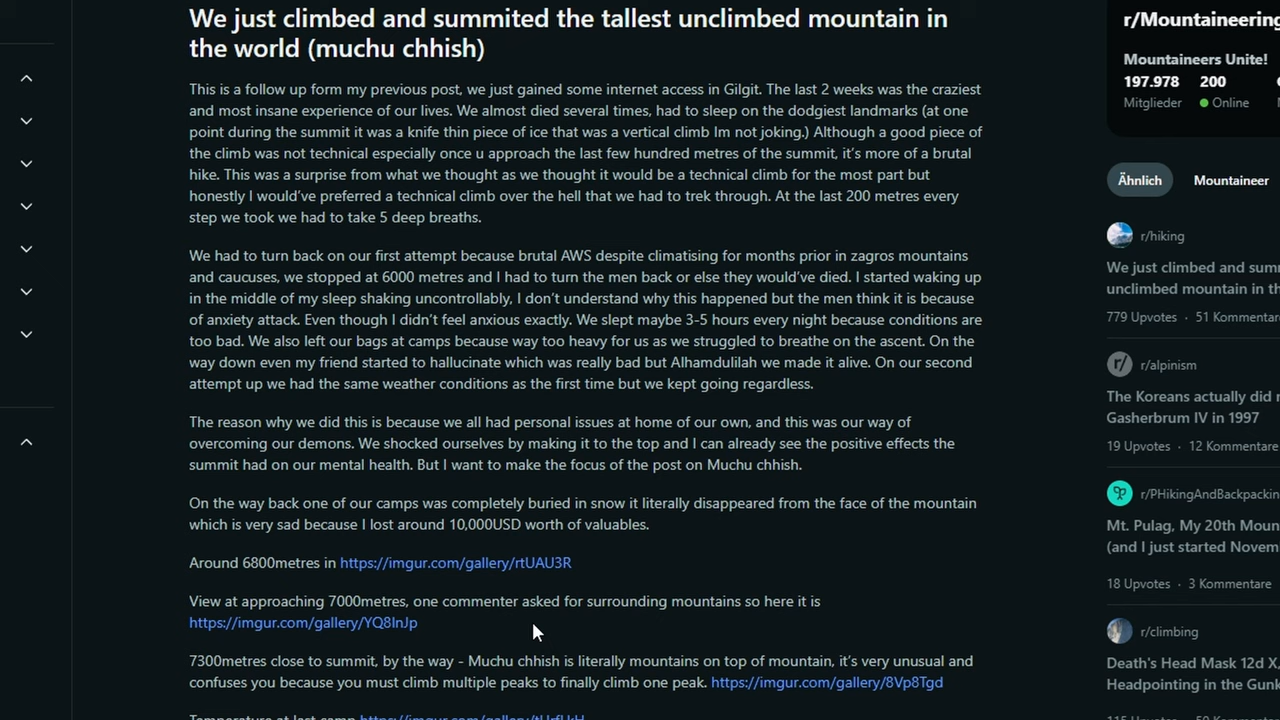 We just climbed and summited the tallest unclimbed mountain in
the world (muchu chhish)
This is a follow up form my previous post, we just gained some internet access in Gilgit. The last 2 weeks was the craziest
and most insane experience of our lives. We almost died several times, had to sleep on the dodgiest landmarks (at one
point during the summit it was a knife thin piece of ice that was a vertical climb Im not joking.) Although a good piece of
the climb was not technical especially once u approach the last few hundred metres of the summit, it's more of a brutal
hike. This was a surprise from what we thought as we thought it would be a technical climb for the most part but
honestly I would've preferred a technical climb over the hell that we had to trek through. At the last 200 metres every
step we took we had to take 5 deep breaths.
We had to turn back on our first attempt because brutal AWS despite climatising for months prior in zagros mountains
and caucuses, we stopped at 6000 metres and I had to turn the men back or else they would've died. I started waking up
in the middle of my sleep shaking uncontrollably, I don't understand why this happened but the men think it is because
of anxiety attack. Even though I didn't feel anxious exactly. We slept maybe 3-5 hours every night because conditions are
too bad. We also left our bags at camps because way too heavy for us as we struggled to breathe on the ascent. On the
way down even my friend started to hallucinate which was really bad but Alhamdulilah we made it alive. On our second
attempt up we had the same weather conditions as the first time but we kept going regardless.
The reason why we did this is because we all had personal issues at home of our own, and this was our way of
overcoming our demons. We shocked ourselves by making it to the top and I can already see the positive effects the
summit had on our mental health. But I want to make the focus of the post on Muchu chhish.
On the way back one of our camps was completely buried in snow it literally disappeared from the face of the mountain
which is very sad because I lost around 10,000USD worth of valuables.
Around 6800metres in https://imgur.com/gallery/rtUAU3R
View at approaching 7000metres, one commenter asked for surrounding mountains so here it is
https://imgur.com/gallery/YQ8InJp
7300metres close to summit, by the way - Muchu chhish is literally mountains on top of mountain, it's very unusual and
confuses you because you must climb multiple peaks to finally climb one peak. https://imgur.com/gallery/8Vp8Tgd
Temperature at last camp
r/Mountaineering
Mountaineers Unite!
197.978 200
Mitglieder Online
Ähnlich Mountaineer
r/hiking
We just climbed and sum
unclimbed mountain in th
779 Upvotes · 51 Kommentare
r/alpinism
The Koreans actually did
Gasherbrum IV in 1997
19 Upvotes · 12 Kommentare
r/PHikingAndBackpackin
Mt. Pulag, My 20th Moun
(and I just started Novem
18 Upvotes · 3 Kommentare
r/climbing
Death's Head Mask 12d X,
Headpointing in the Gunk